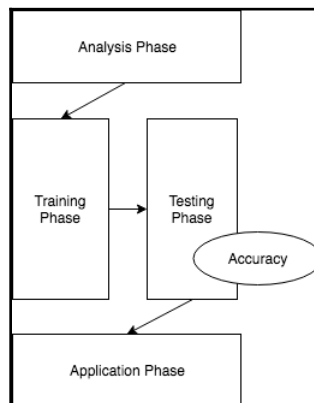 Analysis Phase
Training
Phase
Testing
Phase
Accuracy
Application Phase